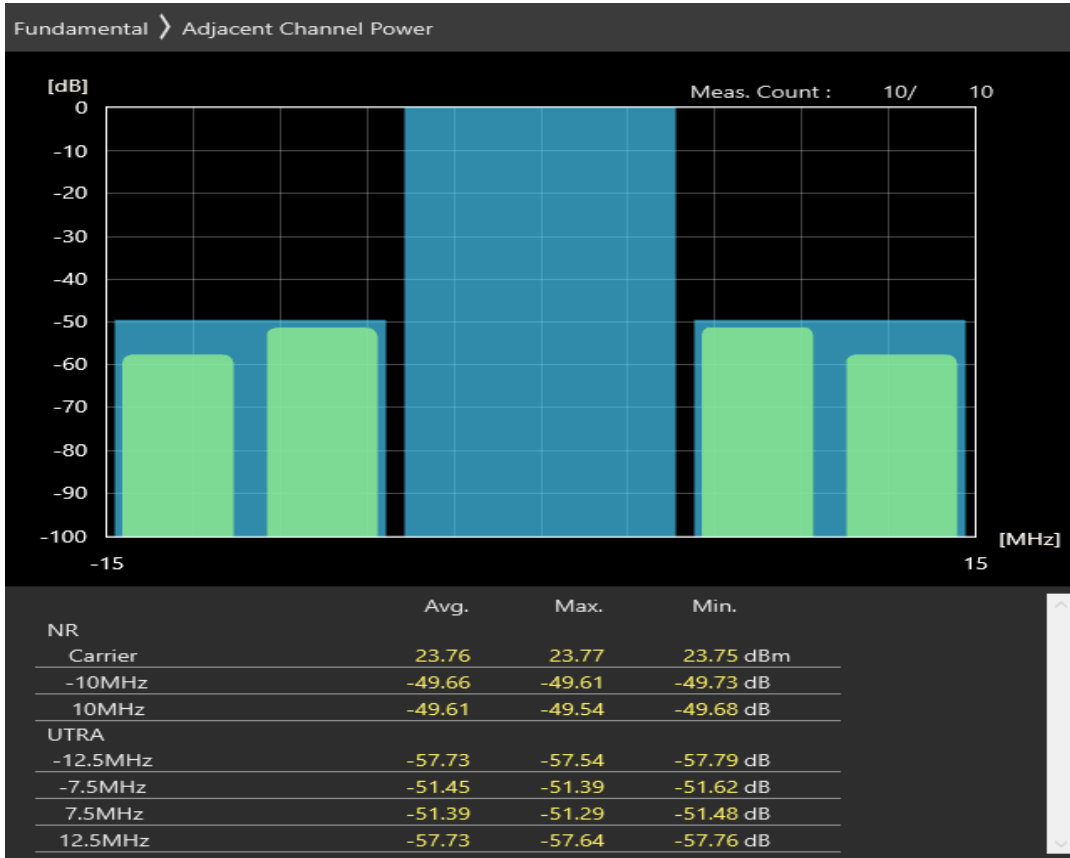 Fundamental ❯ Adjacent Channel Power
[dB]
Meas. Count : 10/ 10
0
-10
-20
-30
-40
-50
-60
-70
-80
-90
-100
[MHz]
-15 15
Avg. Max. Min.
NR
Carrier 23.76 23.77 23.75 dBm
-10MHz -49.66 -49.61 -49.73 dB
10MHz -49.61 -49.54 -49.68 dB
UTRA
-12.5MHz -57.73 -57.54 -57.79 dB
-7.5MHz -51.45 -51.39 -51.62 dB
7.5MHz -51.39 -51.29 -51.48 dB
12.5MHz -57.73 -57.64 -57.76 dB